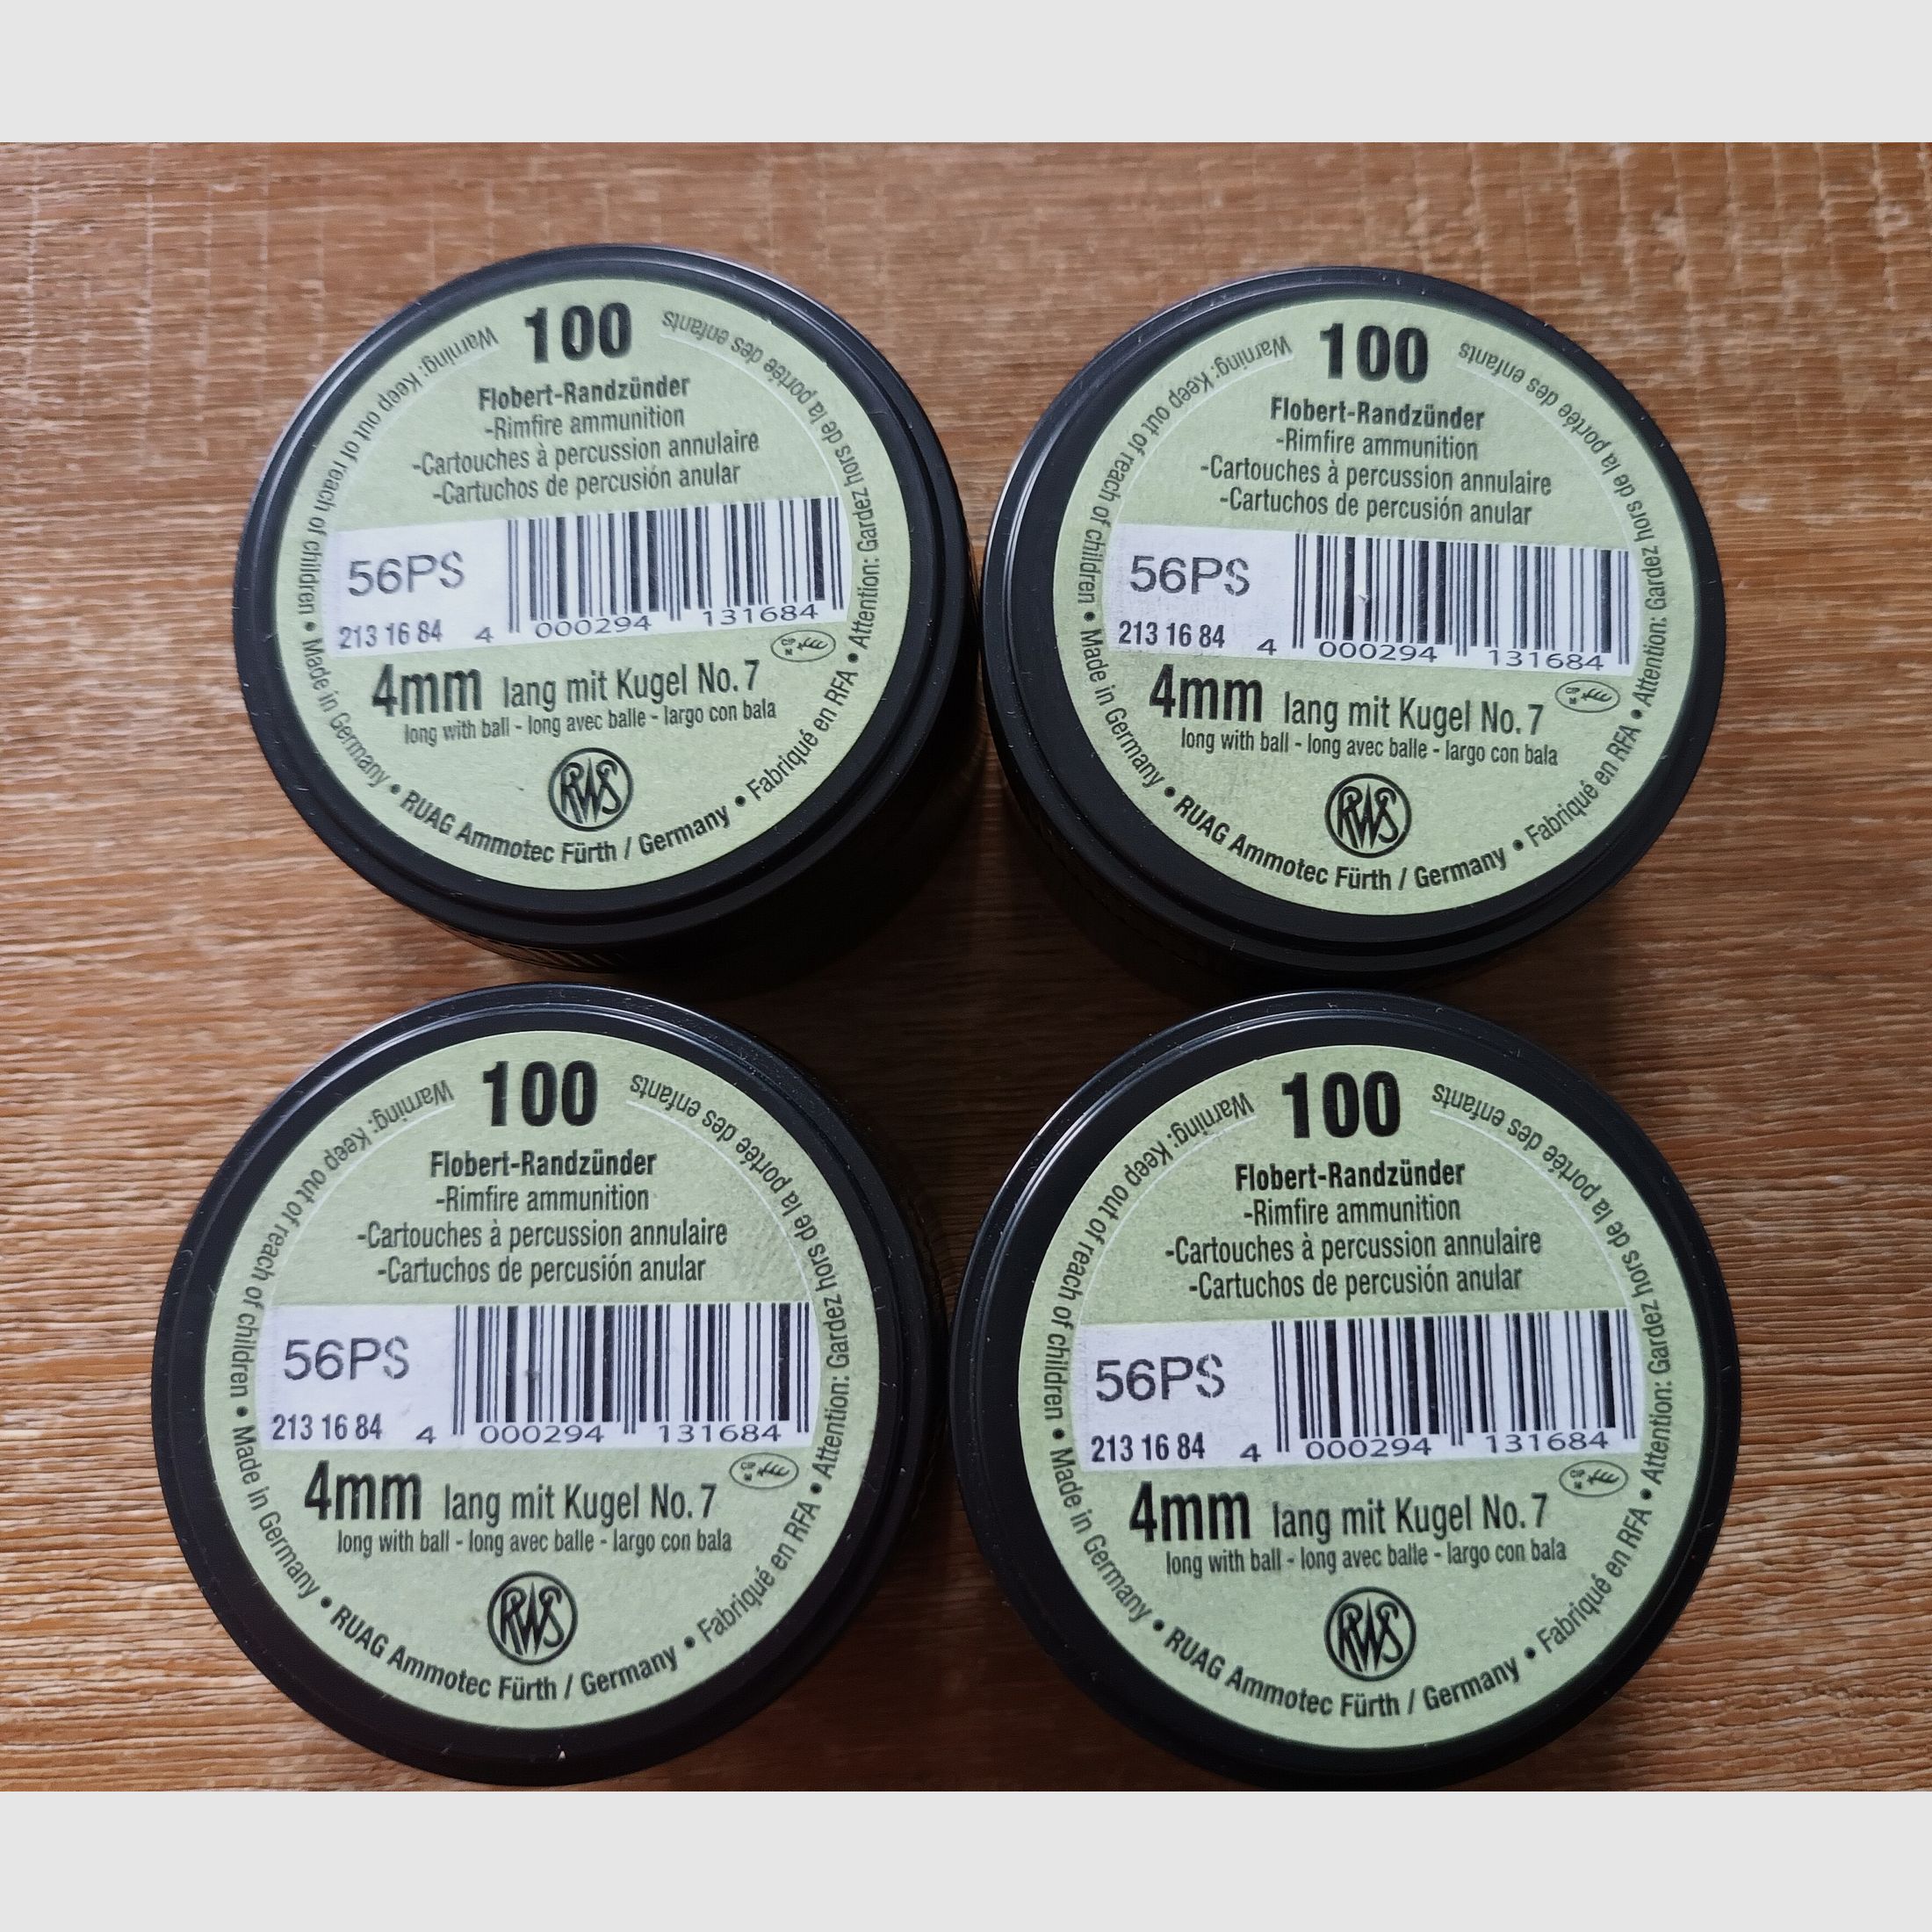 100
Flobert-Randzünder
-Rimfire ammunition
-Cartouches à percussion annulaire
-Cartuchos de percusión anular
56PS
213 16 84
4 000294 131684
4mm lang mit Kugel No. 7
long with ball - long avec balle - largo con bala
RWS
Warning: Keep out of reach of children • Made in Germany • RUAG Ammotec Fürth / Germany • Fabriqué en RFA • Attention: Gardez hors de la portée des enfants
100
Flobert-Randzünder
-Rimfire ammunition
-Cartouches à percussion annulaire
-Cartuchos de percusión anular
56PS
213 16 84
4 000294 131684
4mm lang mit Kugel No. 7
long with ball - long avec balle - largo con bala
RWS
Warning: Keep out of reach of children • Made in Germany • RUAG Ammotec Fürth / Germany • Fabriqué en RFA • Attention: Gardez hors de la portée des enfants
100
Flobert-Randzünder
-Rimfire ammunition
-Cartouches à percussion annulaire
-Cartuchos de percusión anular
56PS
213 16 84
4 000294 131684
4mm lang mit Kugel No. 7
long with ball - long avec balle - largo con bala
RWS
Warning: Keep out of reach of children • Made in Germany • RUAG Ammotec Fürth / Germany • Fabriqué en RFA • Attention: Gardez hors de la portée des enfants
100
Flobert-Randzünder
-Rimfire ammunition
-Cartouches à percussion annulaire
-Cartuchos de percusión anular
56PS
213 16 84
4 000294 131684
4mm lang mit Kugel No. 7
long with ball - long avec balle - largo con bala
RWS
Warning: Keep out of reach of children • Made in Germany • RUAG Ammotec Fürth / Germany • Fabriqué en RFA • Attention: Gardez hors de la portée des enfants